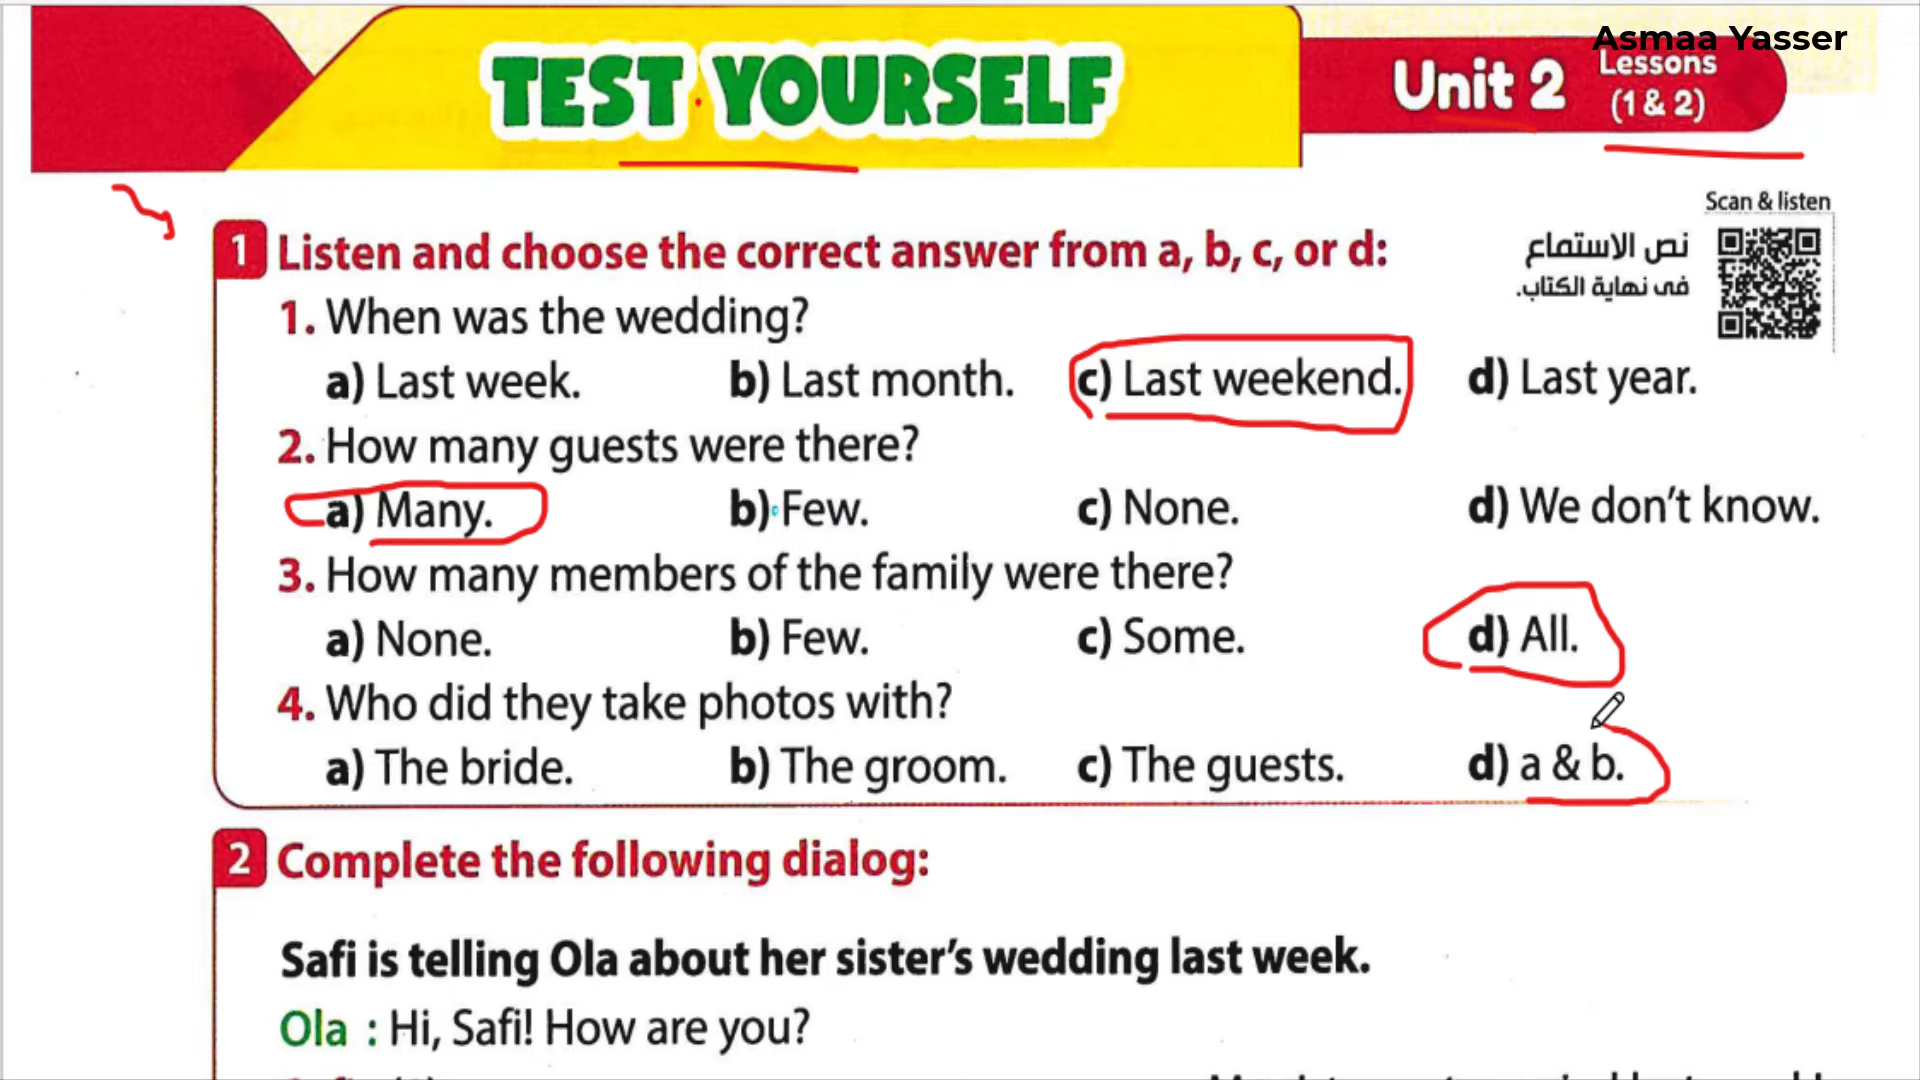 Asmaa Yasser
TEST YOURSELF
Unit 2
Lessons
(1 & 2)
Scan & listen
نص الاستماع
فى نهاية الكتاب.
1 Listen and choose the correct answer from a, b, c, or d:
1. When was the wedding?
a) Last week. b) Last month. c) Last weekend. d) Last year.
2. How many guests were there?
a) Many. b) Few. c) None. d) We don't know.
3. How many members of the family were there?
a) None. b) Few. c) Some. d) All.
4. Who did they take photos with?
a) The bride. b) The groom. c) The guests. d) a & b.
2 Complete the following dialog:
Safi is telling Ola about her sister's wedding last week.
Ola : Hi, Safi! How are you?